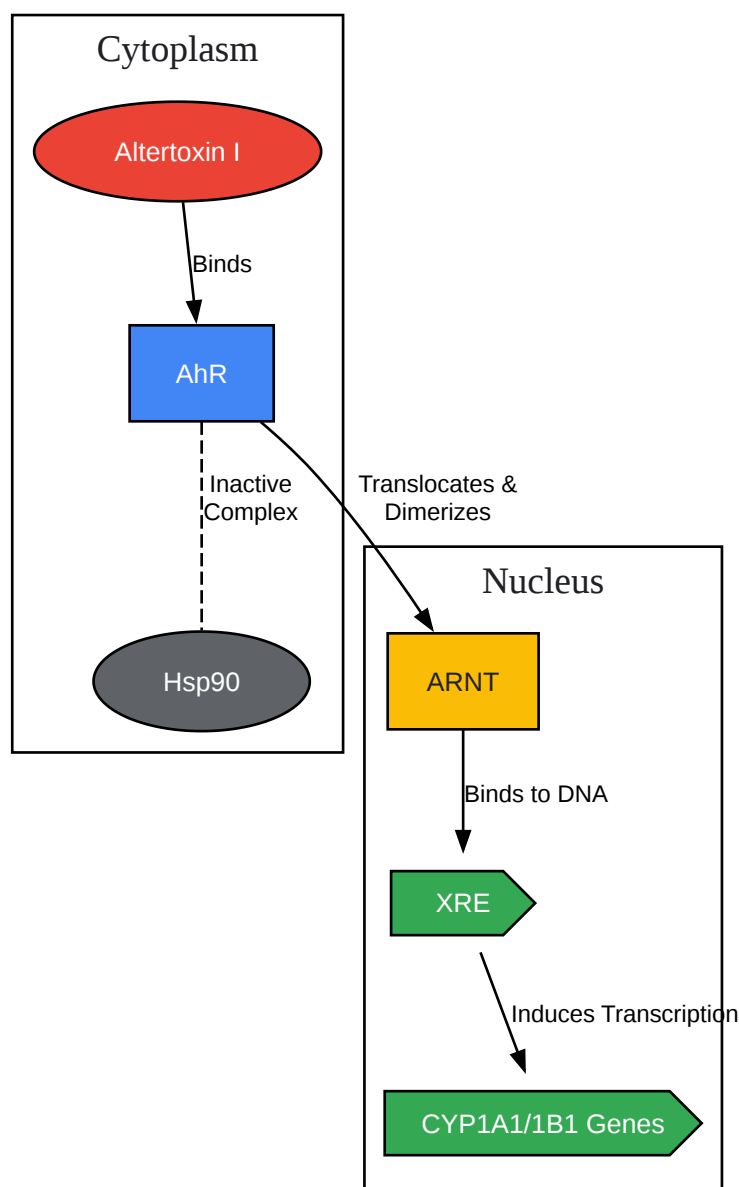 Cytoplasm
Altertoxin I
Binds
AhR
Inactive
Complex
Translocates &
Dimerizes
Nucleus
Hsp90
ARNT
Binds to DNA
XRE
Induces Transcription
CYP1A1/1B1 Genes